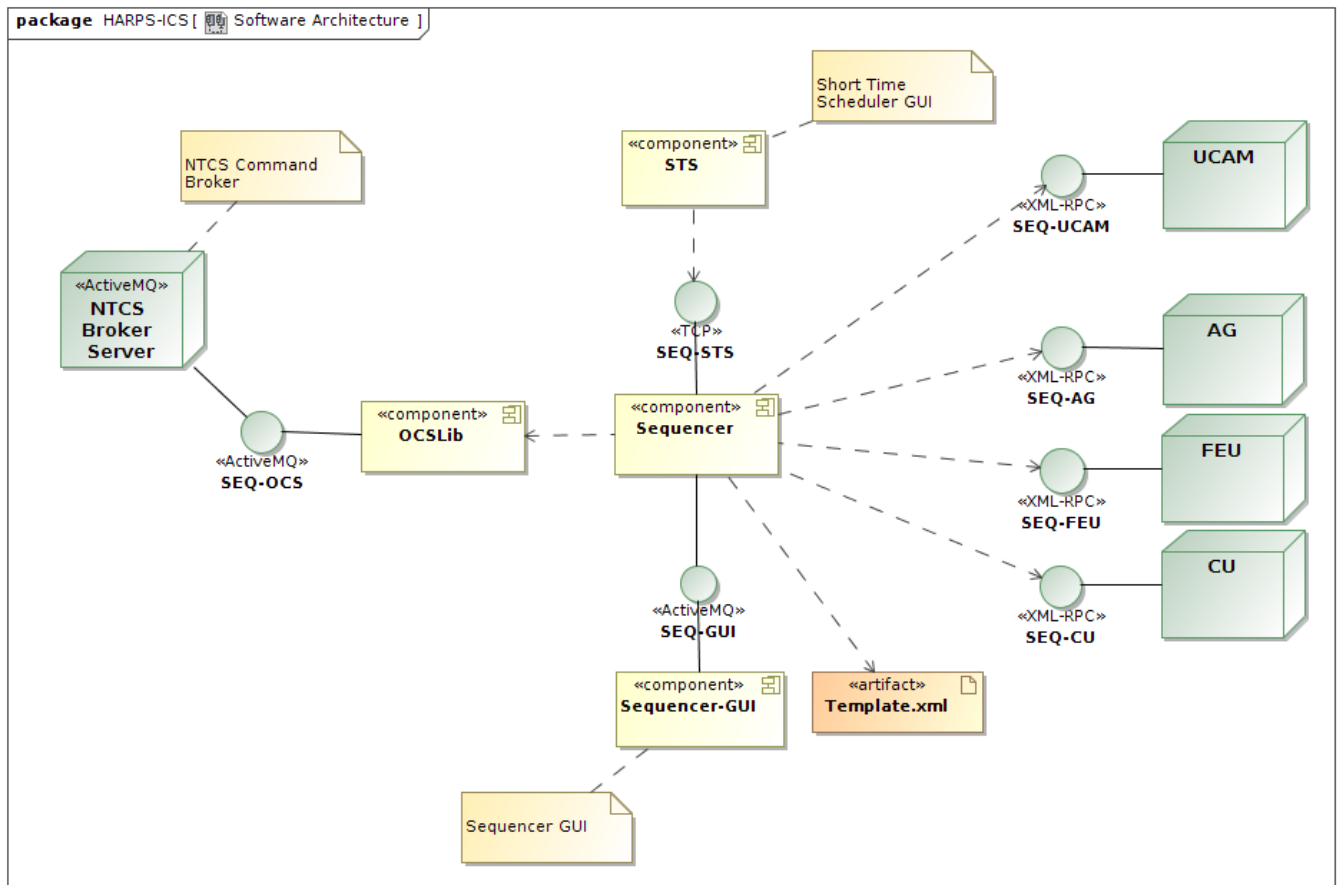 package HARPS-ICS [ Software Architecture ]
Short Time
Scheduler GUI
NTCS Command
Broker
«component»
STS
UCAM
«XML-RPC»
SEQ-UCAM
«ActiveMQ»
NTCS
Broker
Server
«TCP»
SEQ-STS
AG
«XML-RPC»
SEQ-AG
«component»
OCSLib
«component»
Sequencer
«ActiveMQ»
SEQ-OCS
FEU
«XML-RPC»
SEQ-FEU
CU
«XML-RPC»
SEQ-CU
«ActiveMQ»
SEQ-GUI
«component»
Sequencer-GUI
«artifact»
Template.xml
Sequencer GUI